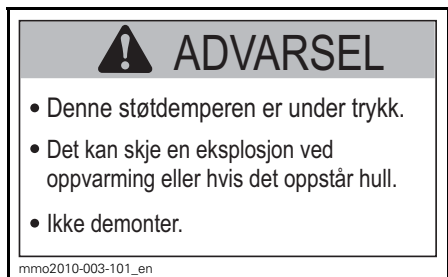 ADVARSEL
• Denne støtdemperen er under trykk.
• Det kan skje en eksplosjon ved
oppvarming eller hvis det oppstår hull.
• Ikke demonter.
mmo2010-003-101_en